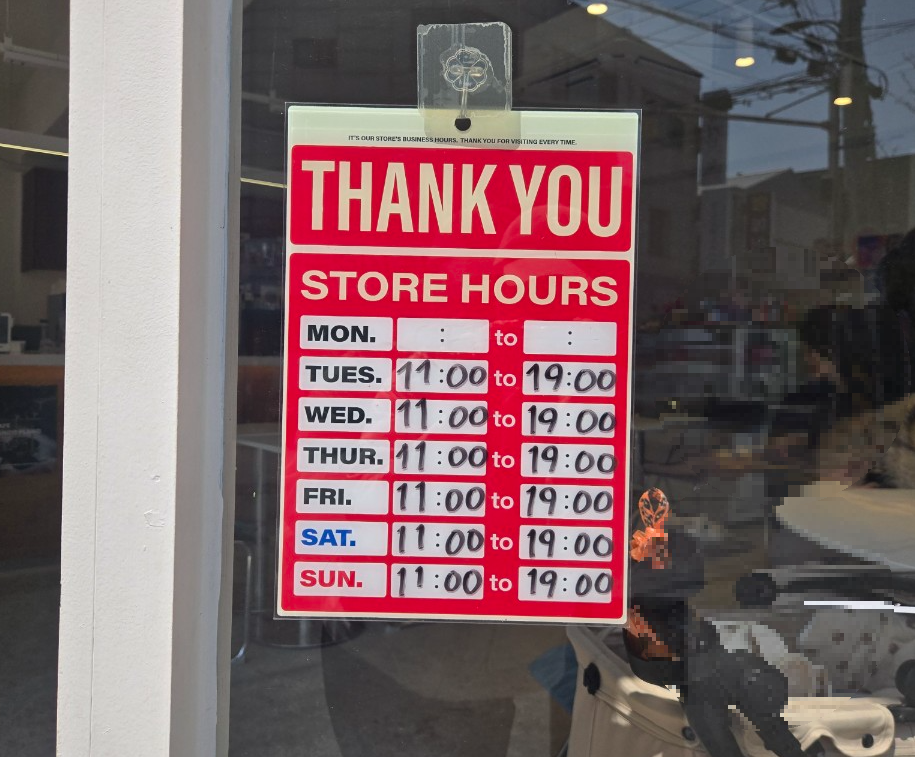 IT'S OUR STORE'S BUSINESS HOURS. THANK YOU FOR VISITING EVERY TIME.
THANK YOU
STORE HOURS
MON. : to :
TUES. 11:00 to 19:00
WED. 11:00 to 19:00
THUR. 11:00 to 19:00
FRI. 11:00 to 19:00
SAT. 11:00 to 19:00
SUN. 11:00 to 19:00